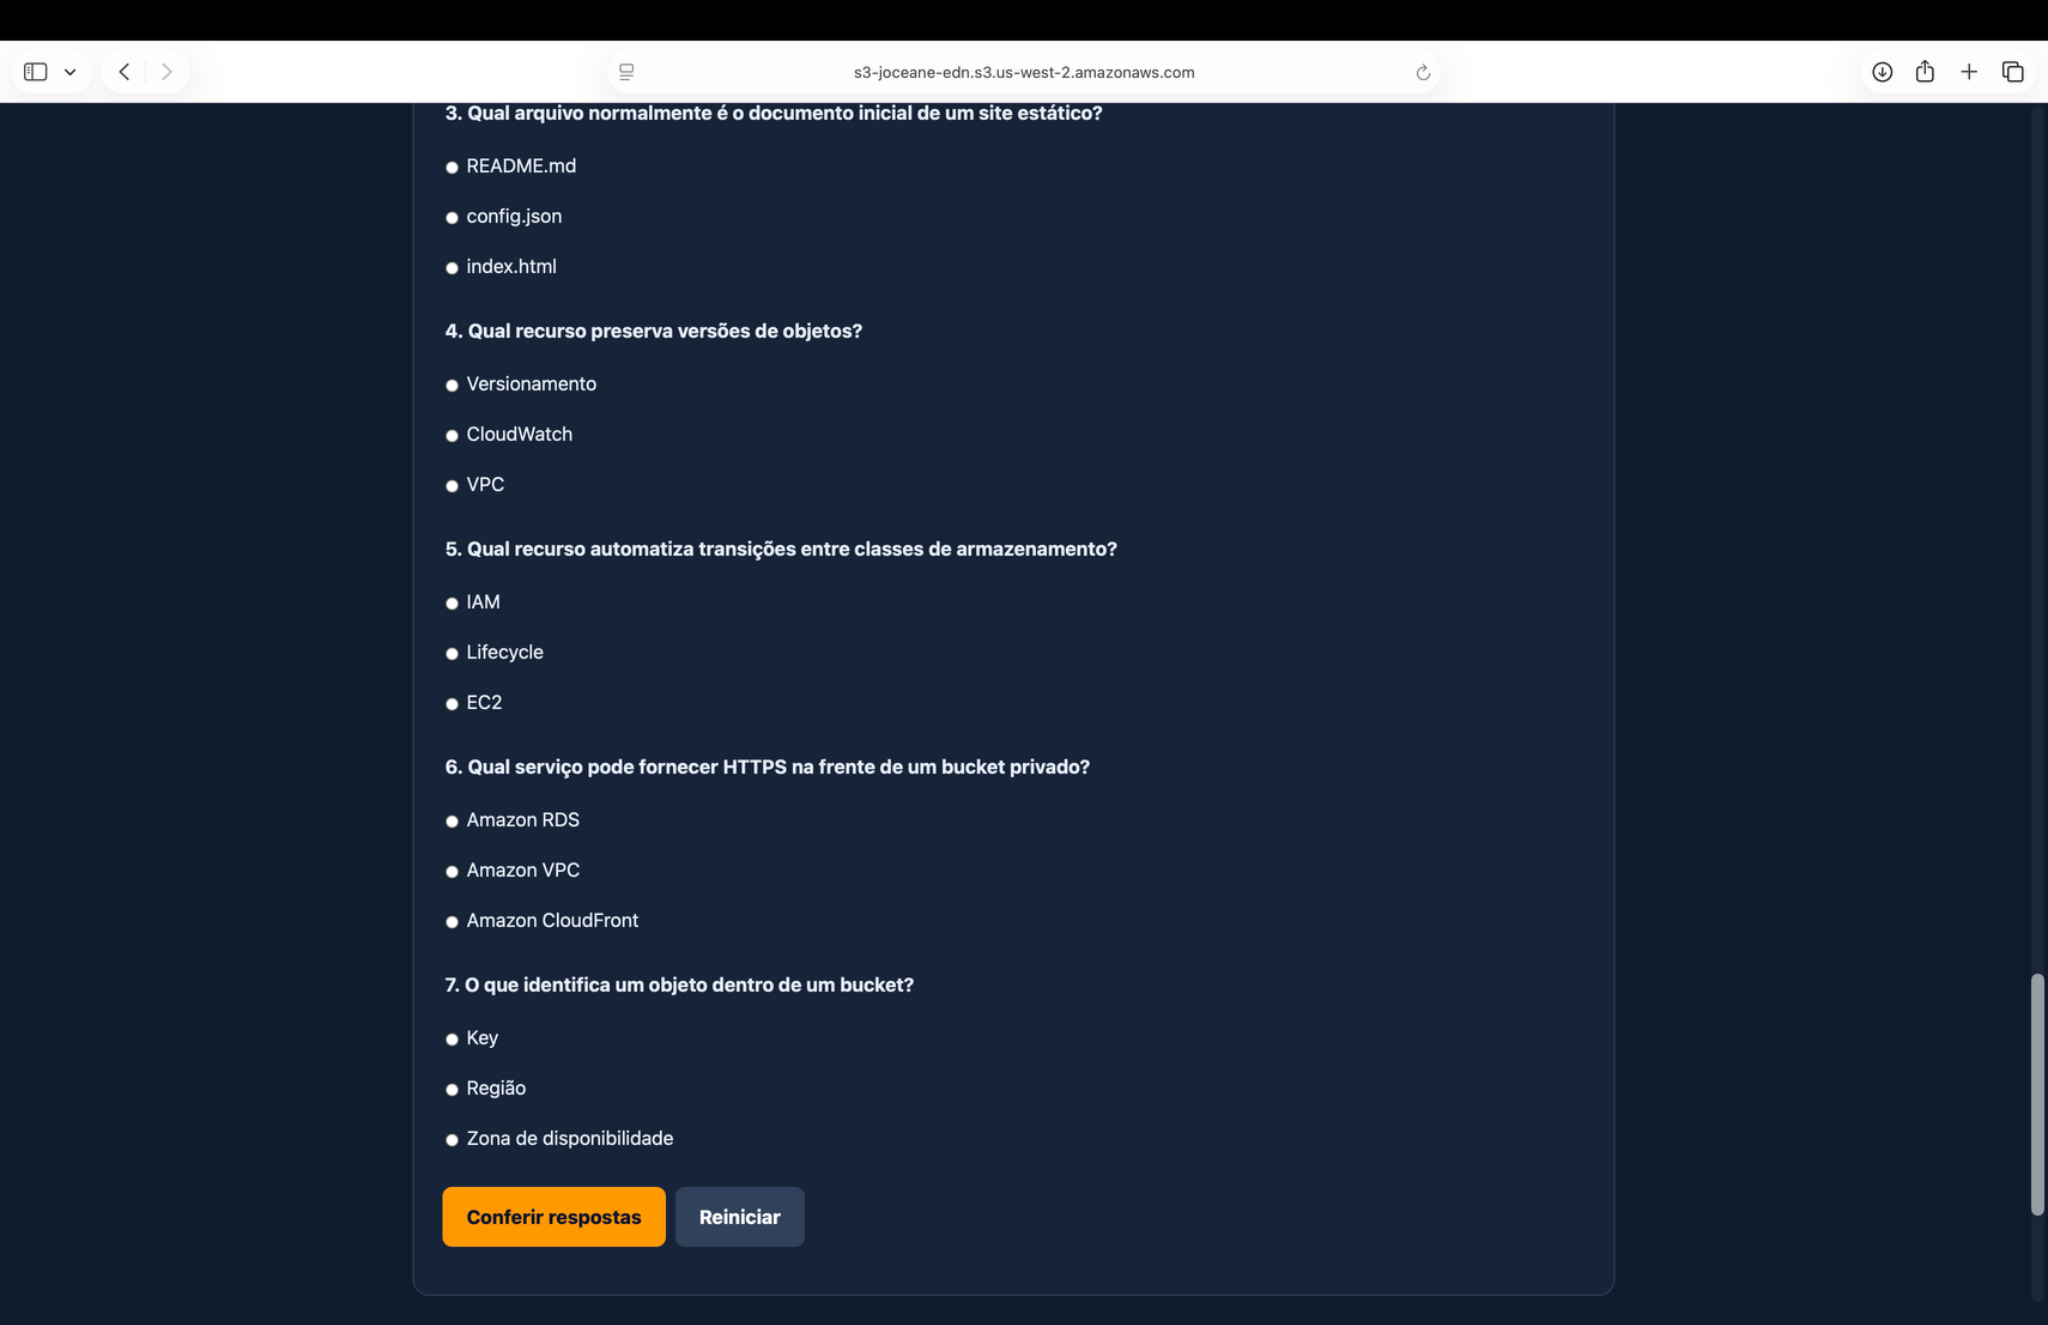 s3-joceane-edn.s3.us-west-2.amazonaws.com
3. Qual arquivo normalmente é o documento inicial de um site estático?
README.md
config.json
index.html
4. Qual recurso preserva versões de objetos?
Versionamento
CloudWatch
VPC
5. Qual recurso automatiza transições entre classes de armazenamento?
IAM
Lifecycle
EC2
6. Qual serviço pode fornecer HTTPS na frente de um bucket privado?
Amazon RDS
Amazon VPC
Amazon CloudFront
7. O que identifica um objeto dentro de um bucket?
Key
Região
Zona de disponibilidade
Conferir respostas Reiniciar